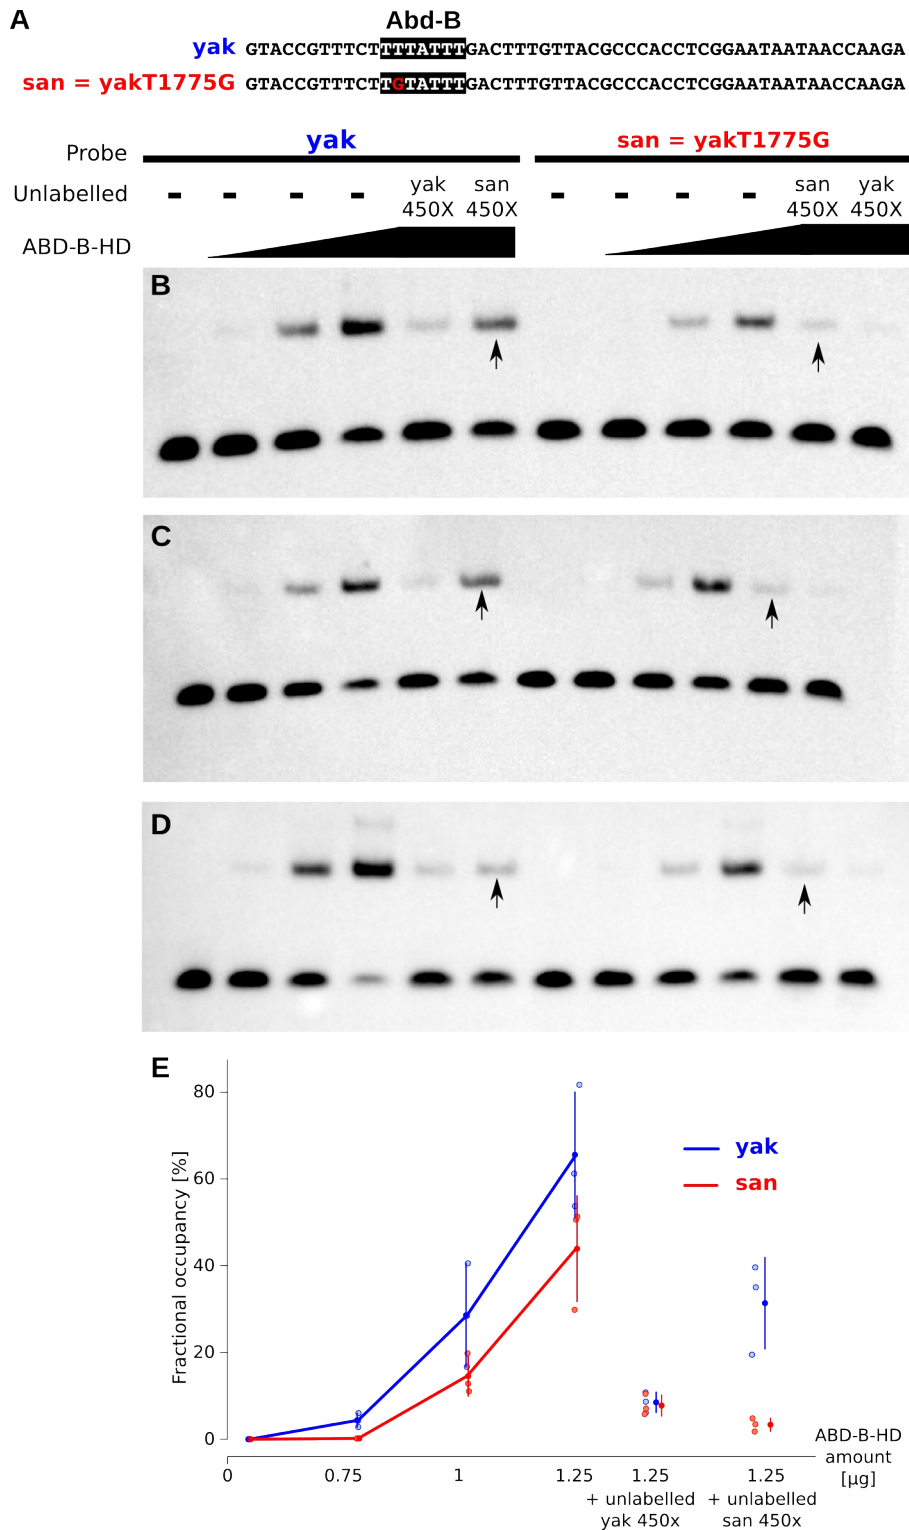 A
Abd-B
yak GTACCGTTTCTTTTATTTGACTTTGTTACGCCCACCTCGGAATAATAACCAAGA
san = yakT1775G GTACCGTTTCTTGTATTTGACTTTGTTACGCCCACCTCGGAATAATAACCAAGA
Probe yak san = yakT1775G
Unlabelled - - - - yak 450X san 450X - - - - san 450X yak 450X
ABD-B-HD
B
C
D
E
Fractional occupancy [%]
80
60
40
20
0
yak
san
0 0.75 1 1.25 1.25 1.25
+ unlabelled + unlabelled
yak 450x san 450x
ABD-B-HD
amount
[µg]